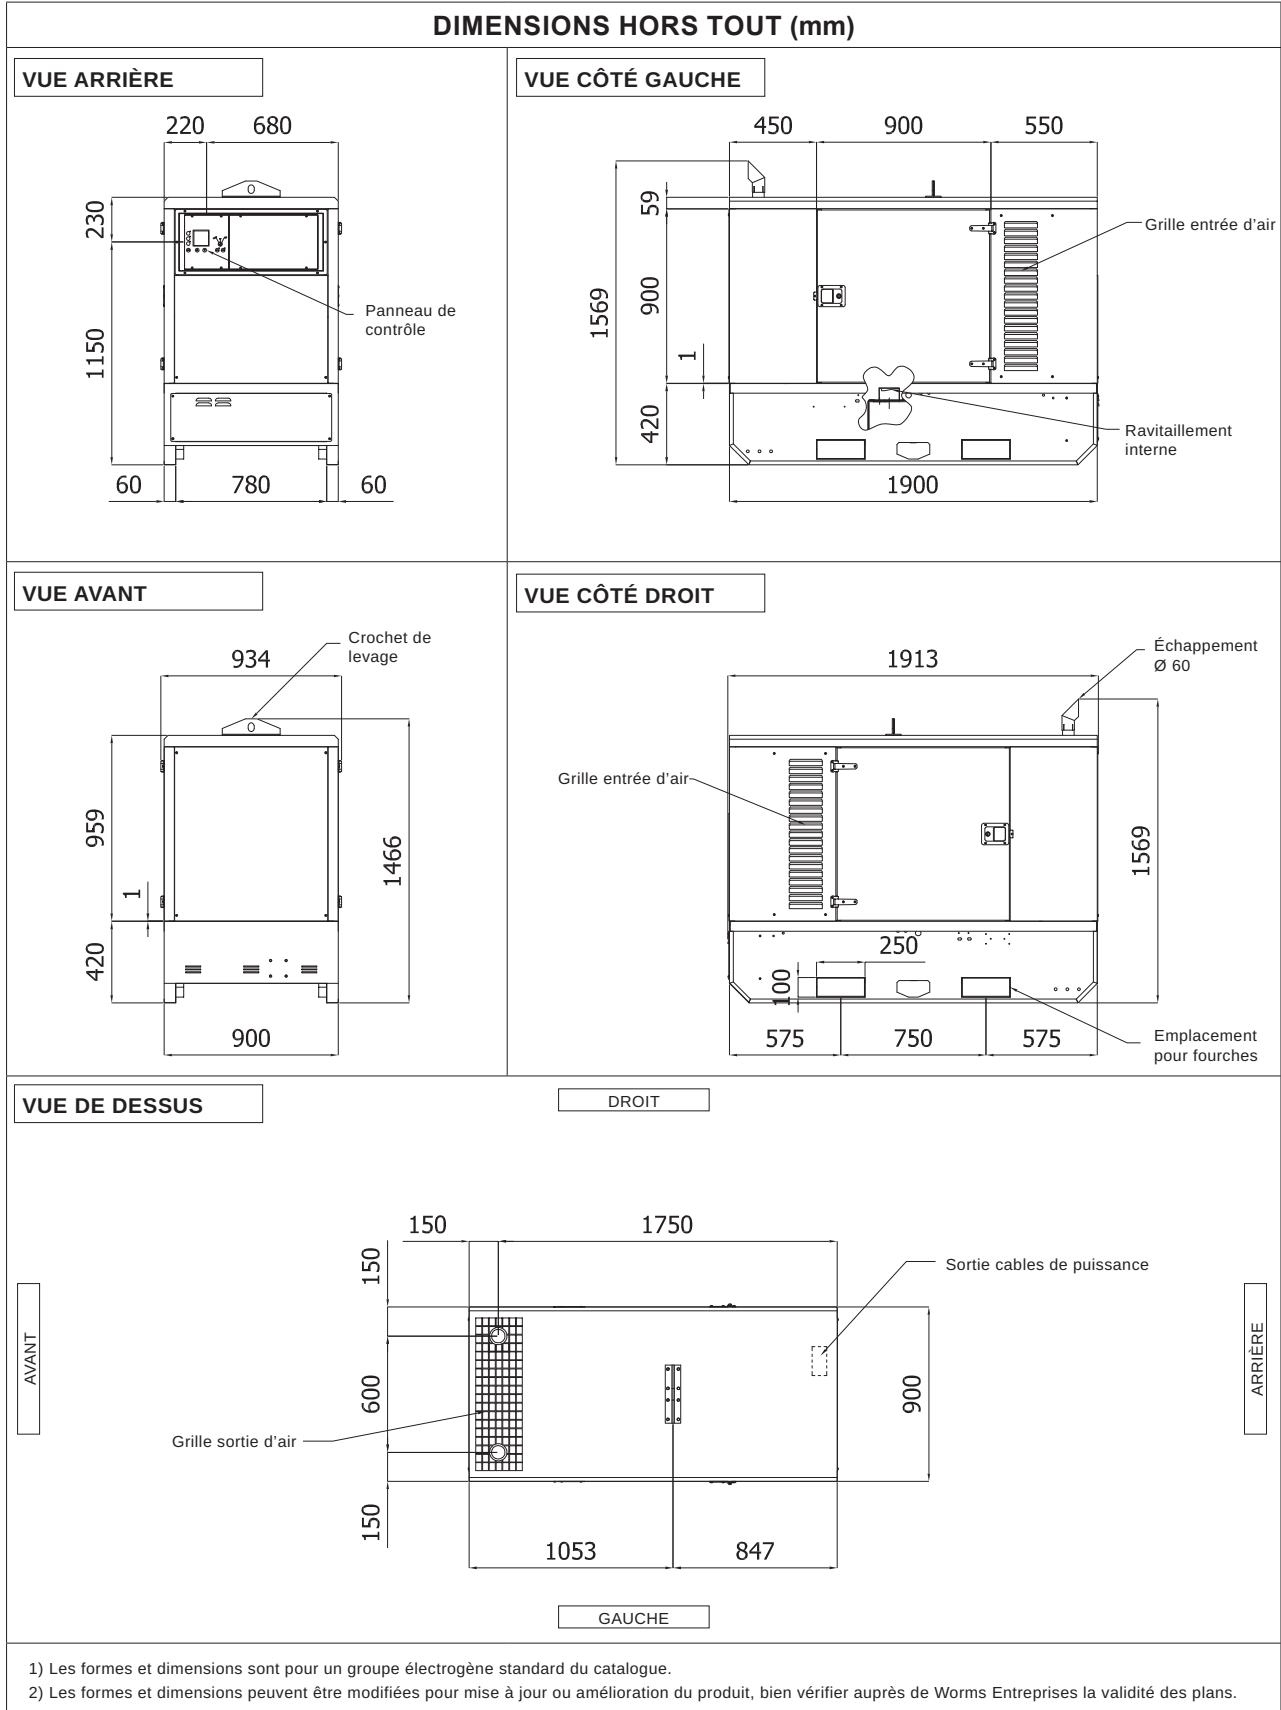 DIMENSIONS HORS TOUT (mm)
VUE ARRIÈRE
220
680
230
1150
Panneau de
contrôle
60
780
60
VUE CÔTÉ GAUCHE
450
900
550
59
900
1569
1
420
Grille entrée d'air
Ravitaillement
interne
1900
VUE AVANT
Crochet de
levage
934
959
1466
1
420
900
VUE CÔTÉ DROIT
1913
Échappement
Ø 60
Grille entrée d'air
1569
250
100
575
750
575
Emplacement
pour fourches
VUE DE DESSUS
DROIT
150
1750
150
Sortie cables de puissance
AVANT
600
900
ARRIÈRE
Grille sortie d'air
150
1053
847
GAUCHE
1) Les formes et dimensions sont pour un groupe électrogène standard du catalogue.
2) Les formes et dimensions peuvent être modifiées pour mise à jour ou amélioration du produit, bien vérifier auprès de Worms Entreprises la validité des plans.